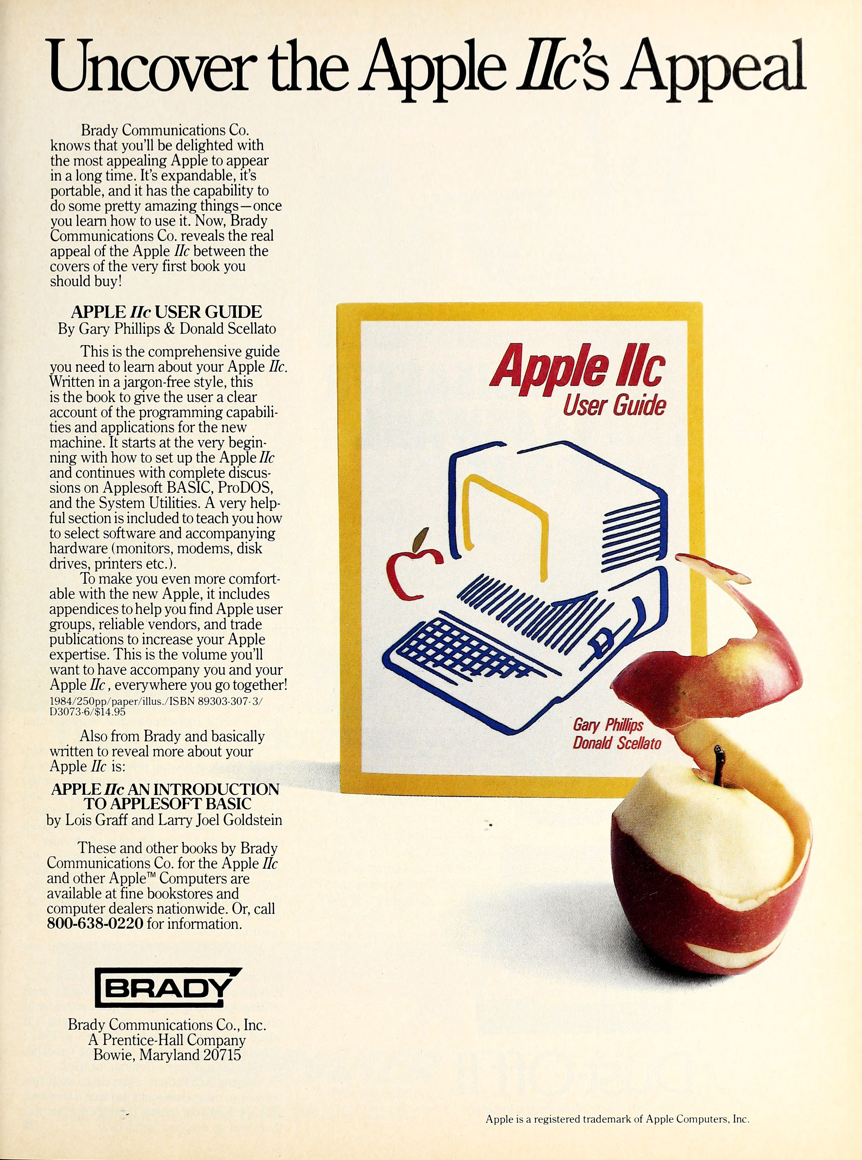 Uncover the Apple IIc's Appeal
Brady Communications Co.
knows that you'll be delighted with
the most appealing Apple to appear
in a long time. It's expandable, it's
portable, and it has the capability to
do some pretty amazing things—once
you learn how to use it. Now, Brady
Communications Co. reveals the real
appeal of the Apple IIc between the
covers of the very first book you
should buy!
APPLE IIc USER GUIDE
By Gary Phillips & Donald Scellato
This is the comprehensive guide
you need to learn about your Apple IIc.
Written in a jargon-free style, this
is the book to give the user a clear
account of the programming capabili-
ties and applications for the new
machine. It starts at the very begin-
ning with how to set up the Apple IIc
and continues with complete discus-
sions on Applesoft BASIC, ProDOS,
and the System Utilities. A very help-
ful section is included to teach you how
to select software and accompanying
hardware (monitors, modems, disk
drives, printers etc.).
To make you even more comfort-
able with the new Apple, it includes
appendices to help you find Apple user
groups, reliable vendors, and trade
publications to increase your Apple
expertise. This is the volume you'll
want to have accompany you and your
Apple IIc, everywhere you go together!
1984/250pp/paper/illus./ISBN 89303-307-3/
D3073-6/$14.95
Also from Brady and basically
written to reveal more about your
Apple IIc is:
APPLE IIc AN INTRODUCTION
TO APPLESOFT BASIC
by Lois Graff and Larry Joel Goldstein
These and other books by Brady
Communications Co. for the Apple IIc
and other Apple™ Computers are
available at fine bookstores and
computer dealers nationwide. Or, call
800-638-0220 for information.
BRADY
Brady Communications Co., Inc.
A Prentice-Hall Company
Bowie, Maryland 20715
Apple IIc
User Guide
Gary Phillips
Donald Scellato
Apple is a registered trademark of Apple Computers, Inc.